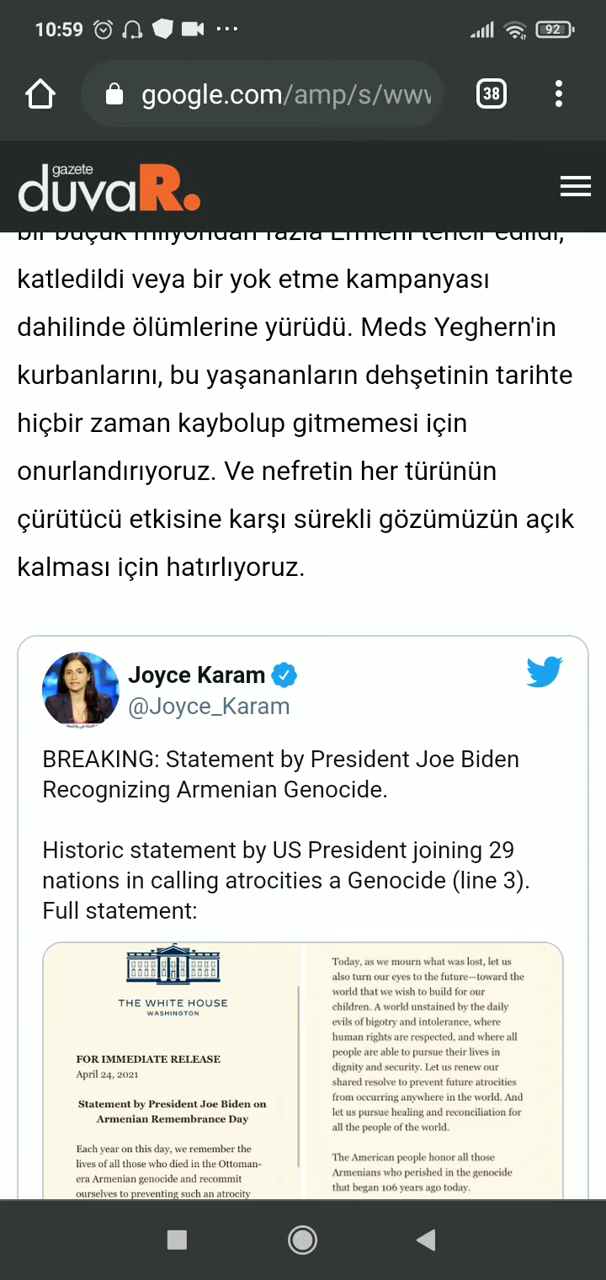 10:59
92
google.com/amp/s/www
38
gazete
duvaR.
bir buçuk milyondan fazla Ermeni tehcir edildi,
katledildi veya bir yok etme kampanyası
dahilinde ölümlerine yürüdü. Meds Yeghern'in
kurbanlarını, bu yaşananların dehşetinin tarihte
hiçbir zaman kaybolup gitmemesi için
onurlandırıyoruz. Ve nefretin her türünün
çürütücü etkisine karşı sürekli gözümüzün açık
kalması için hatırlıyoruz.
Joyce Karam
@Joyce_Karam
BREAKING: Statement by President Joe Biden
Recognizing Armenian Genocide.
Historic statement by US President joining 29
nations in calling atrocities a Genocide (line 3).
Full statement:
THE WHITE HOUSE
WASHINGTON
FOR IMMEDIATE RELEASE
April 24, 2021
Statement by President Joe Biden on
Armenian Remembrance Day
Each year on this day, we remember the
lives of all those who died in the Ottoman-
era Armenian genocide and recommit
ourselves to preventing such an atrocity
Today, as we mourn what was lost, let us
also turn our eyes to the future—toward the
world that we wish to build for our
children. A world unstained by the daily
evils of bigotry and intolerance, where
human rights are respected, and where all
people are able to pursue their lives in
dignity and security. Let us renew our
shared resolve to prevent future atrocities
from occurring anywhere in the world. And
let us pursue healing and reconciliation for
all the people of the world.
The American people honor all those
Armenians who perished in the genocide
that began 106 years ago today.